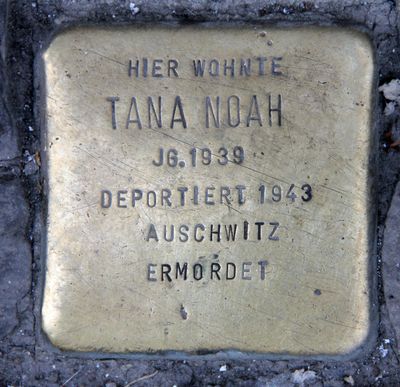 HIER WOHNTE
TANA NOAH
JG. 1939
DEPORTIERT 1943
AUSCHWITZ
ERMORDET